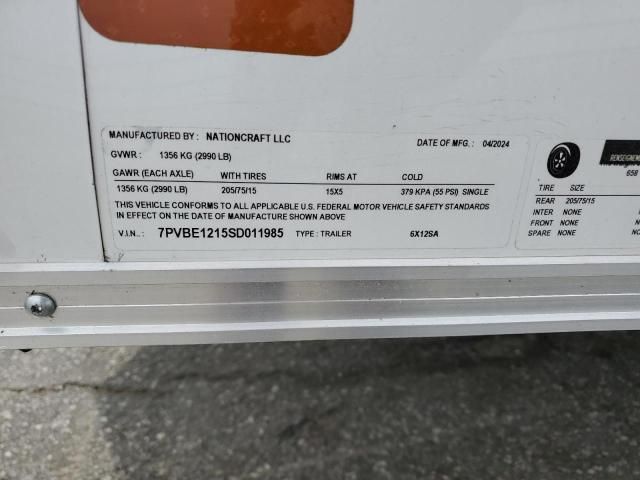 MANUFACTURED BY : NATIONCRAFT LLC DATE OF MFG. : 04/2024
GVWR : 1356 KG (2990 LB)
GAWR (EACH AXLE) WITH TIRES RIMS AT COLD
1356 KG (2990 LB) 205/75/15 15X5 379 KPA (55 PSI) SINGLE
THIS VEHICLE CONFORMS TO ALL APPLICABLE U.S. FEDERAL MOTOR VEHICLE SAFETY STANDARDS
IN EFFECT ON THE DATE OF MANUFACTURE SHOWN ABOVE
V.I.N.. : 7PVBE1215SD011985 TYPE : TRAILER 6X12SA
658
TIRE SIZE
REAR 205/75/15
INTER NONE
FRONT NONE
SPARE NONE